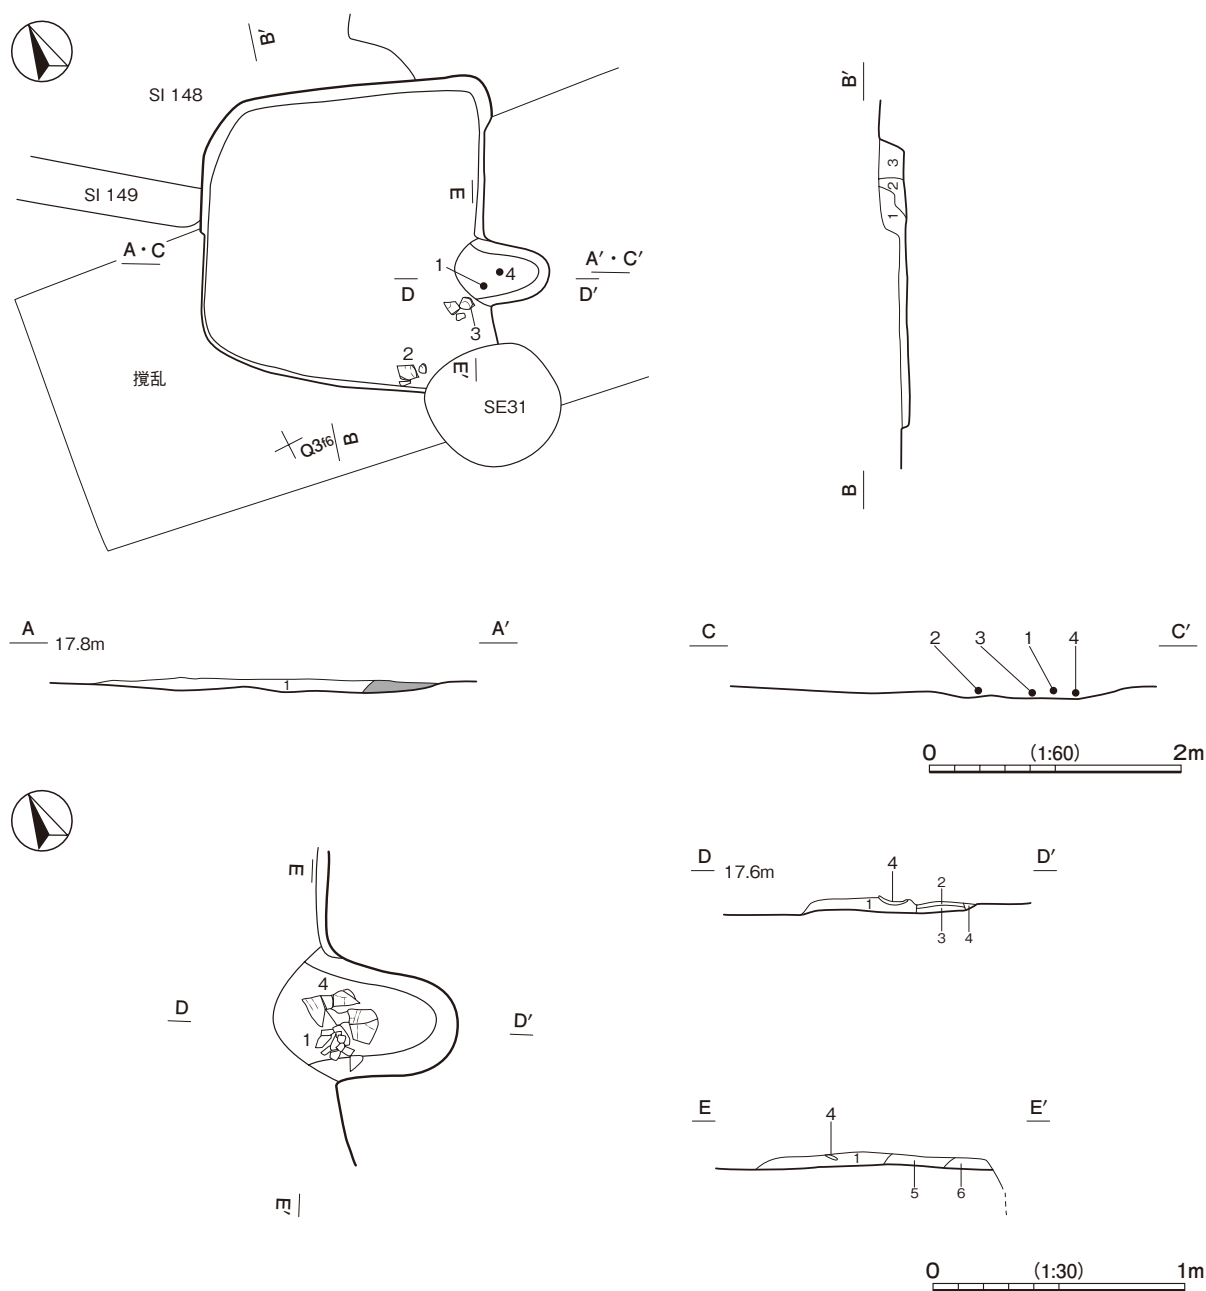 B′
SI 148
B′
3
2
1
E
SI 149
A・C
A′・C′
1
4
D
D′
3
2
E′
撹乱
SE31
Q3f6
B
B
A
17.8m
A′
1
C
C′
2
3
1
4
0
(1:60)
2m
D
17.6m
D′
4
2
1
3
4
E
4
D
D′
1
E
E′
4
1
5
6
E′
0
(1:30)
1m